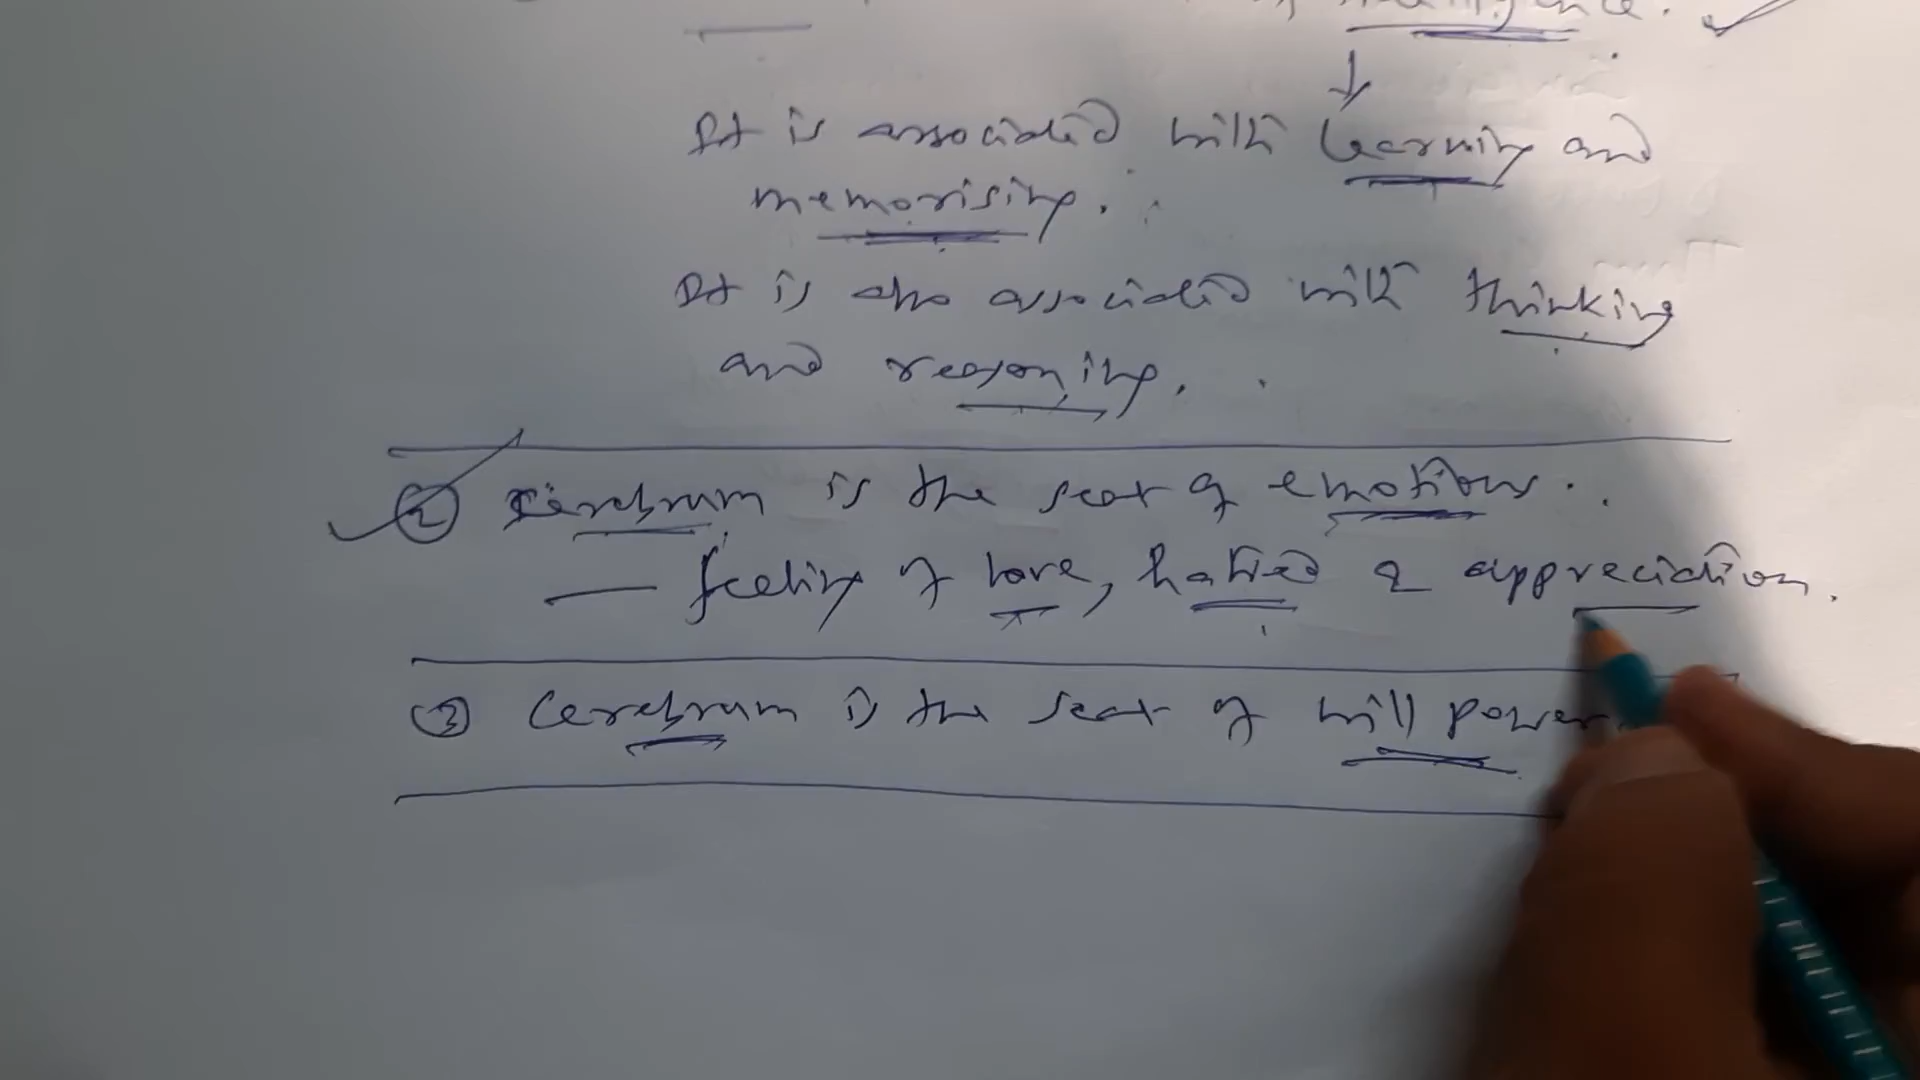 intelligence.
It is associated with learning and
memorising.
It is also associated with thinking
and reasoning.
② Cerebrum is the seat of emotions.
— feeling of love, hatred & appreciation.
③ Cerebrum is the seat of will power.